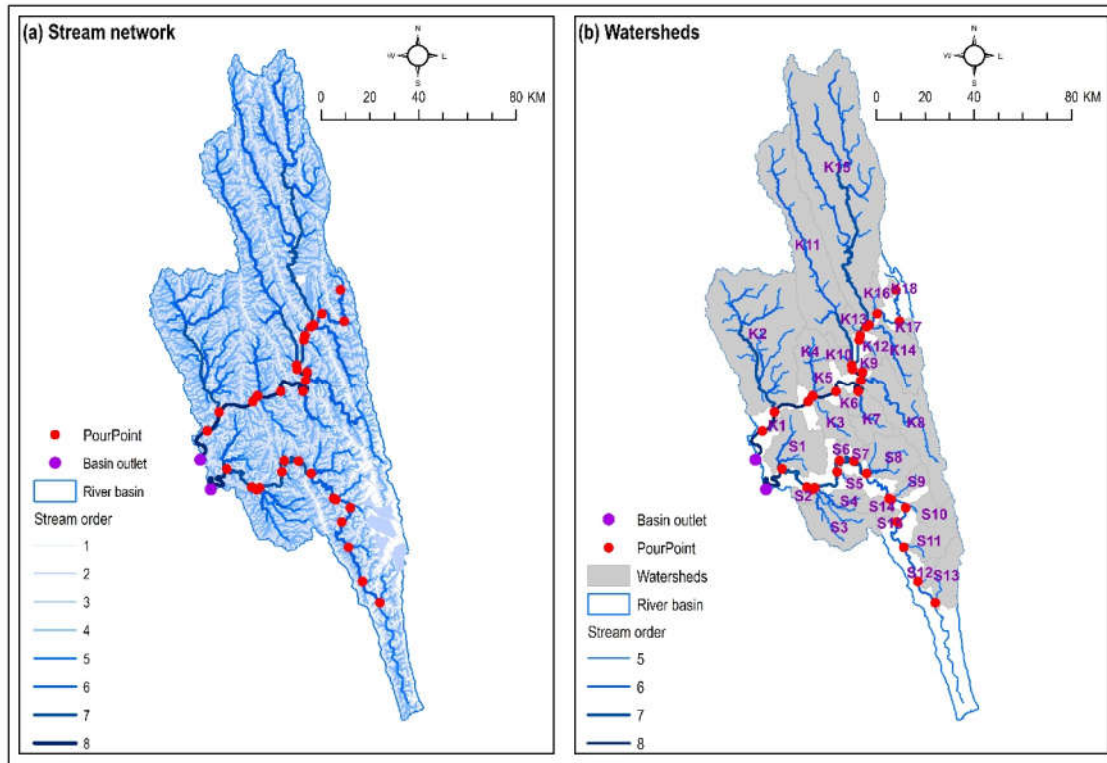 (a) Stream network
N
W
E
S
0 20 40 80 KM
PourPoint
Basin outlet
River basin
Stream order
1
2
3
4
5
6
7
8
(b) Watersheds
N
W
E
S
0 20 40 80 KM
K15
K11
K18
K16
K2
K13
K17
K12
K14
K4
K10
K9
K5
K6
K1
K3
K7
K8
S1
S6
S7
S8
S5
S9
S2
S4
S14
S10
S3
S11
S12
S13
PourPoint
Basin outlet
Watersheds
River basin
Stream order
5
6
7
8